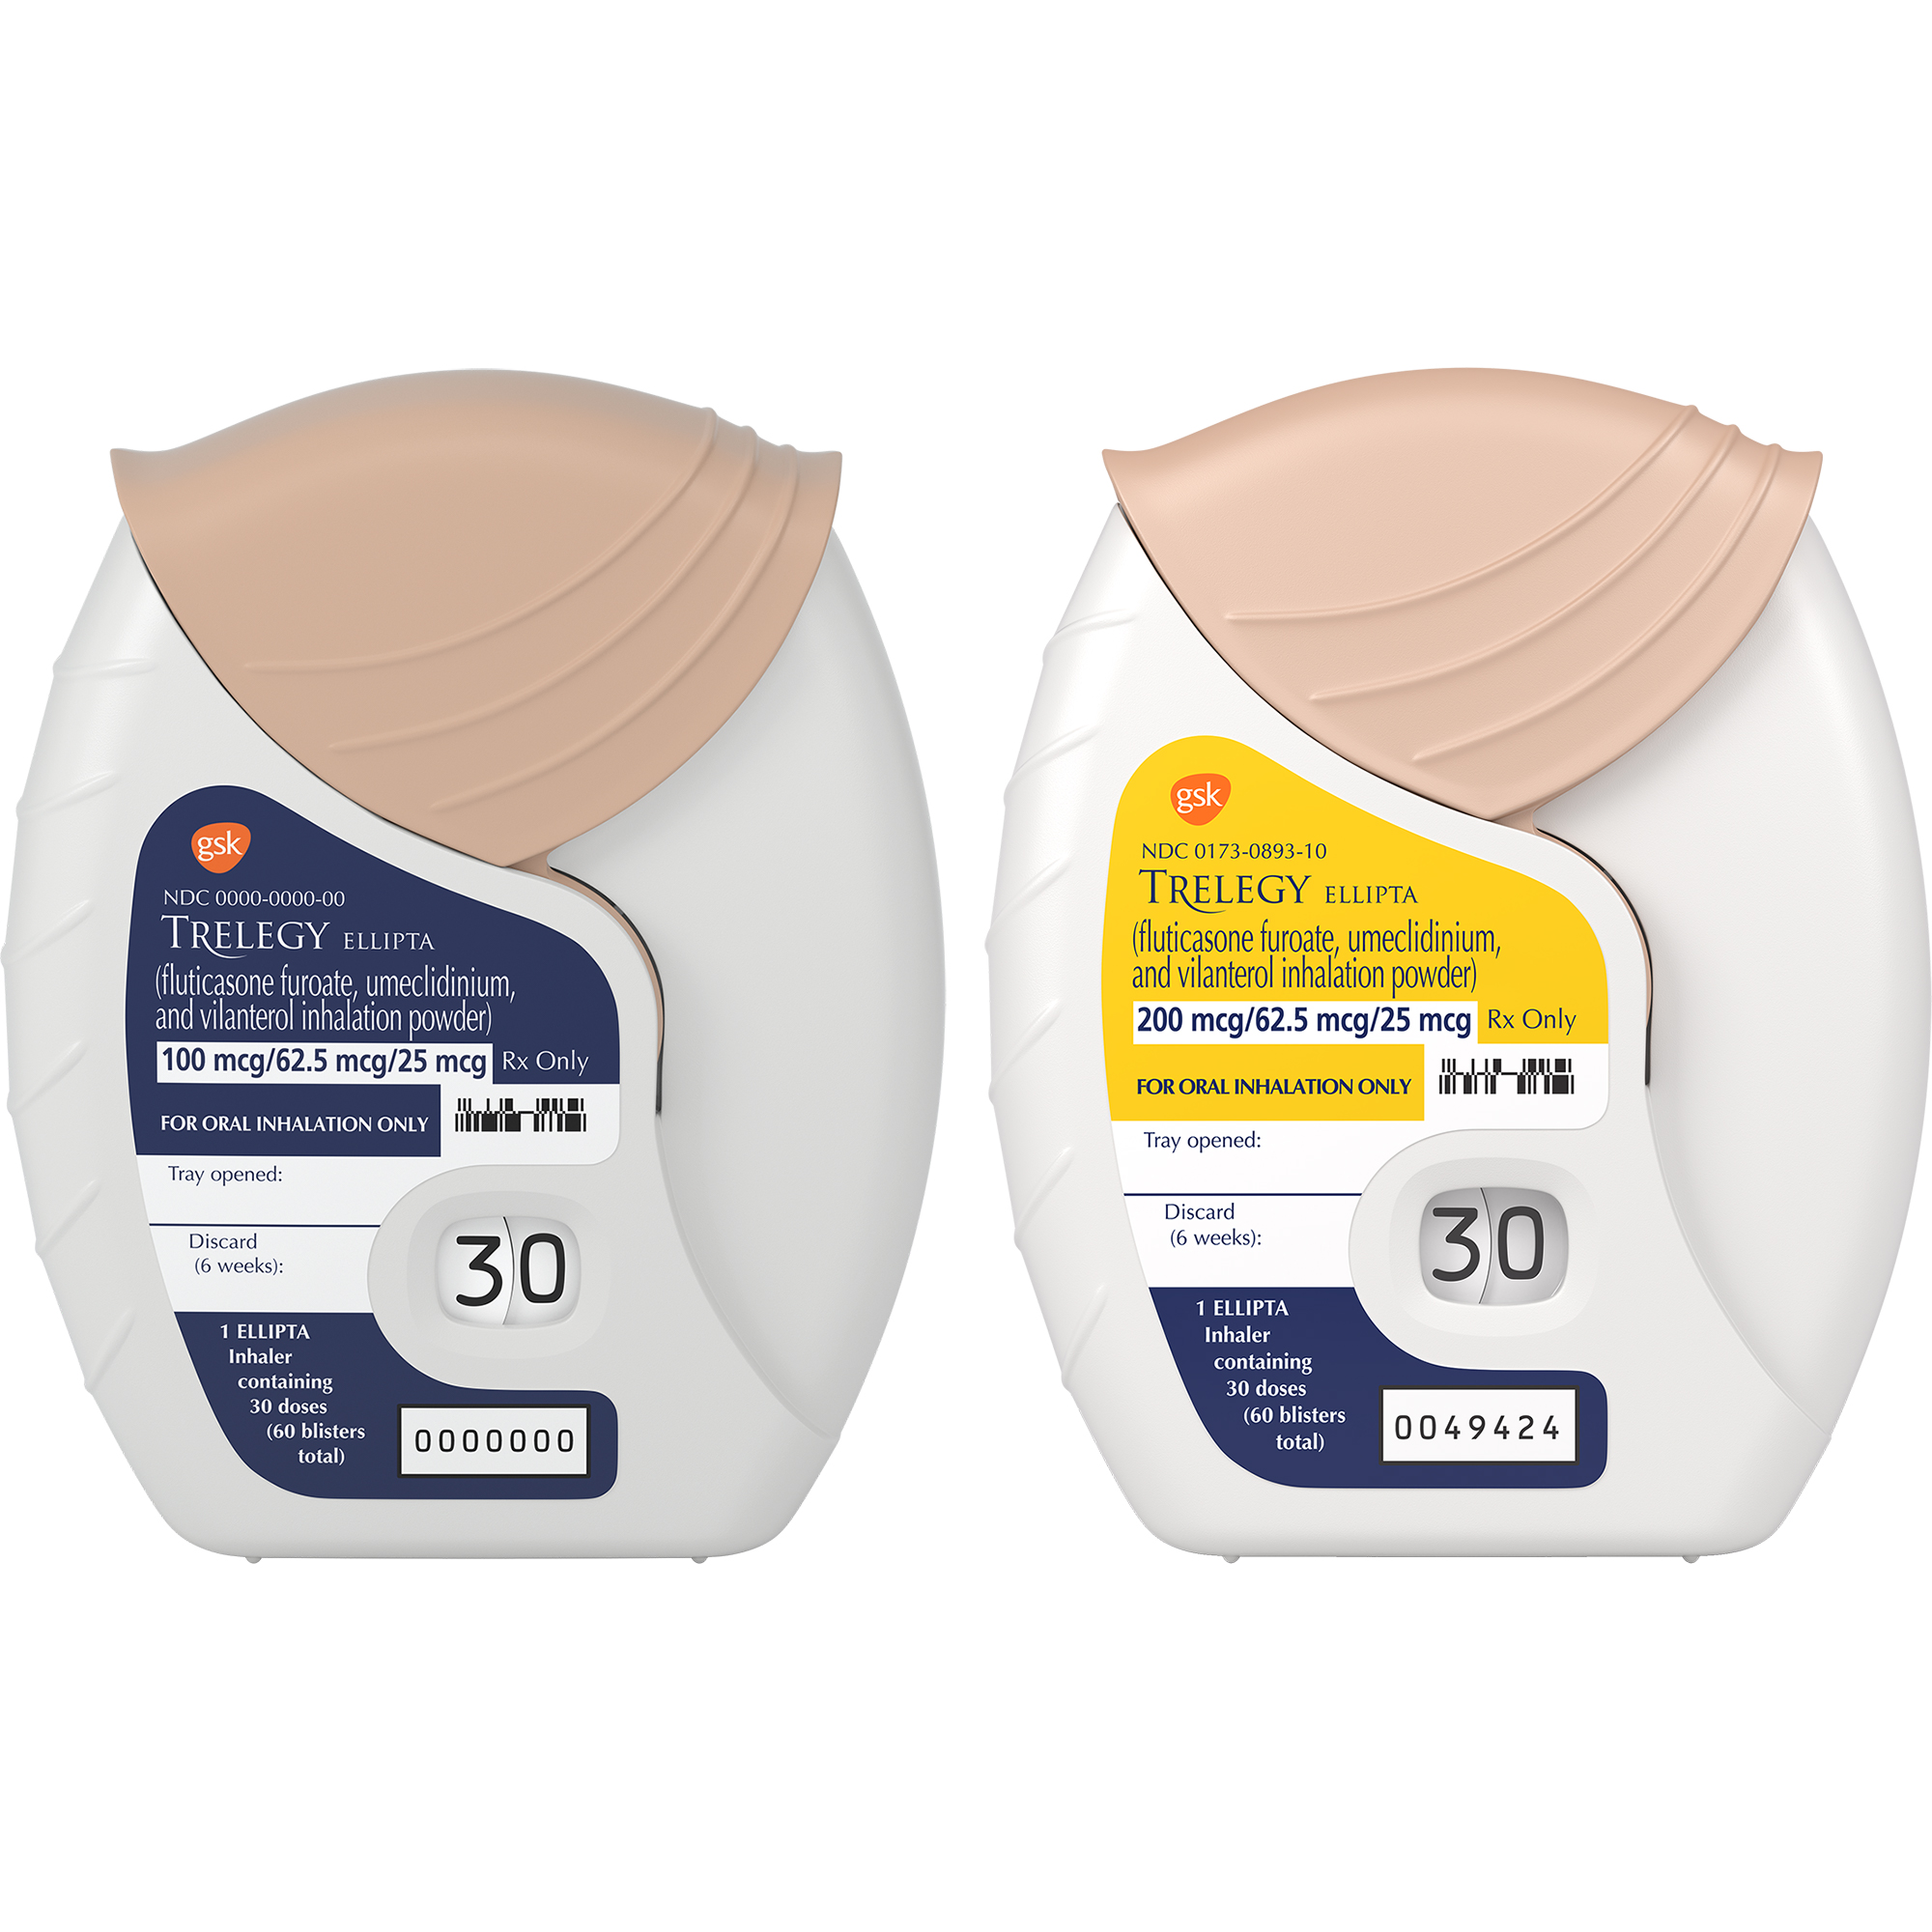 gsk
NDC 0000-0000-00
TRELEGY ELLIPTA
(fluticasone furoate, umeclidinium,
and vilanterol inhalation powder)
100 mcg/62.5 mcg/25 mcg Rx Only
FOR ORAL INHALATION ONLY
Tray opened:
Discard
(6 weeks):
30
1 ELLIPTA
Inhaler
containing
30 doses
(60 blisters
total)
0000000
gsk
NDC 0173-0893-10
TRELEGY ELLIPTA
(fluticasone furoate, umeclidinium,
and vilanterol inhalation powder)
200 mcg/62.5 mcg/25 mcg Rx Only
FOR ORAL INHALATION ONLY
Tray opened:
Discard
(6 weeks):
30
1 ELLIPTA
Inhaler
containing
30 doses
(60 blisters
total)
0049424